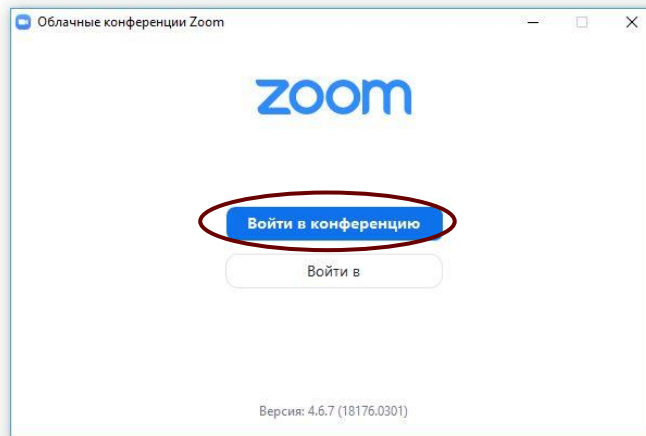 Облачные конференции Zoom
zoom
Войти в конференцию
Войти в
Версия: 4.6.7 (18176.0301)